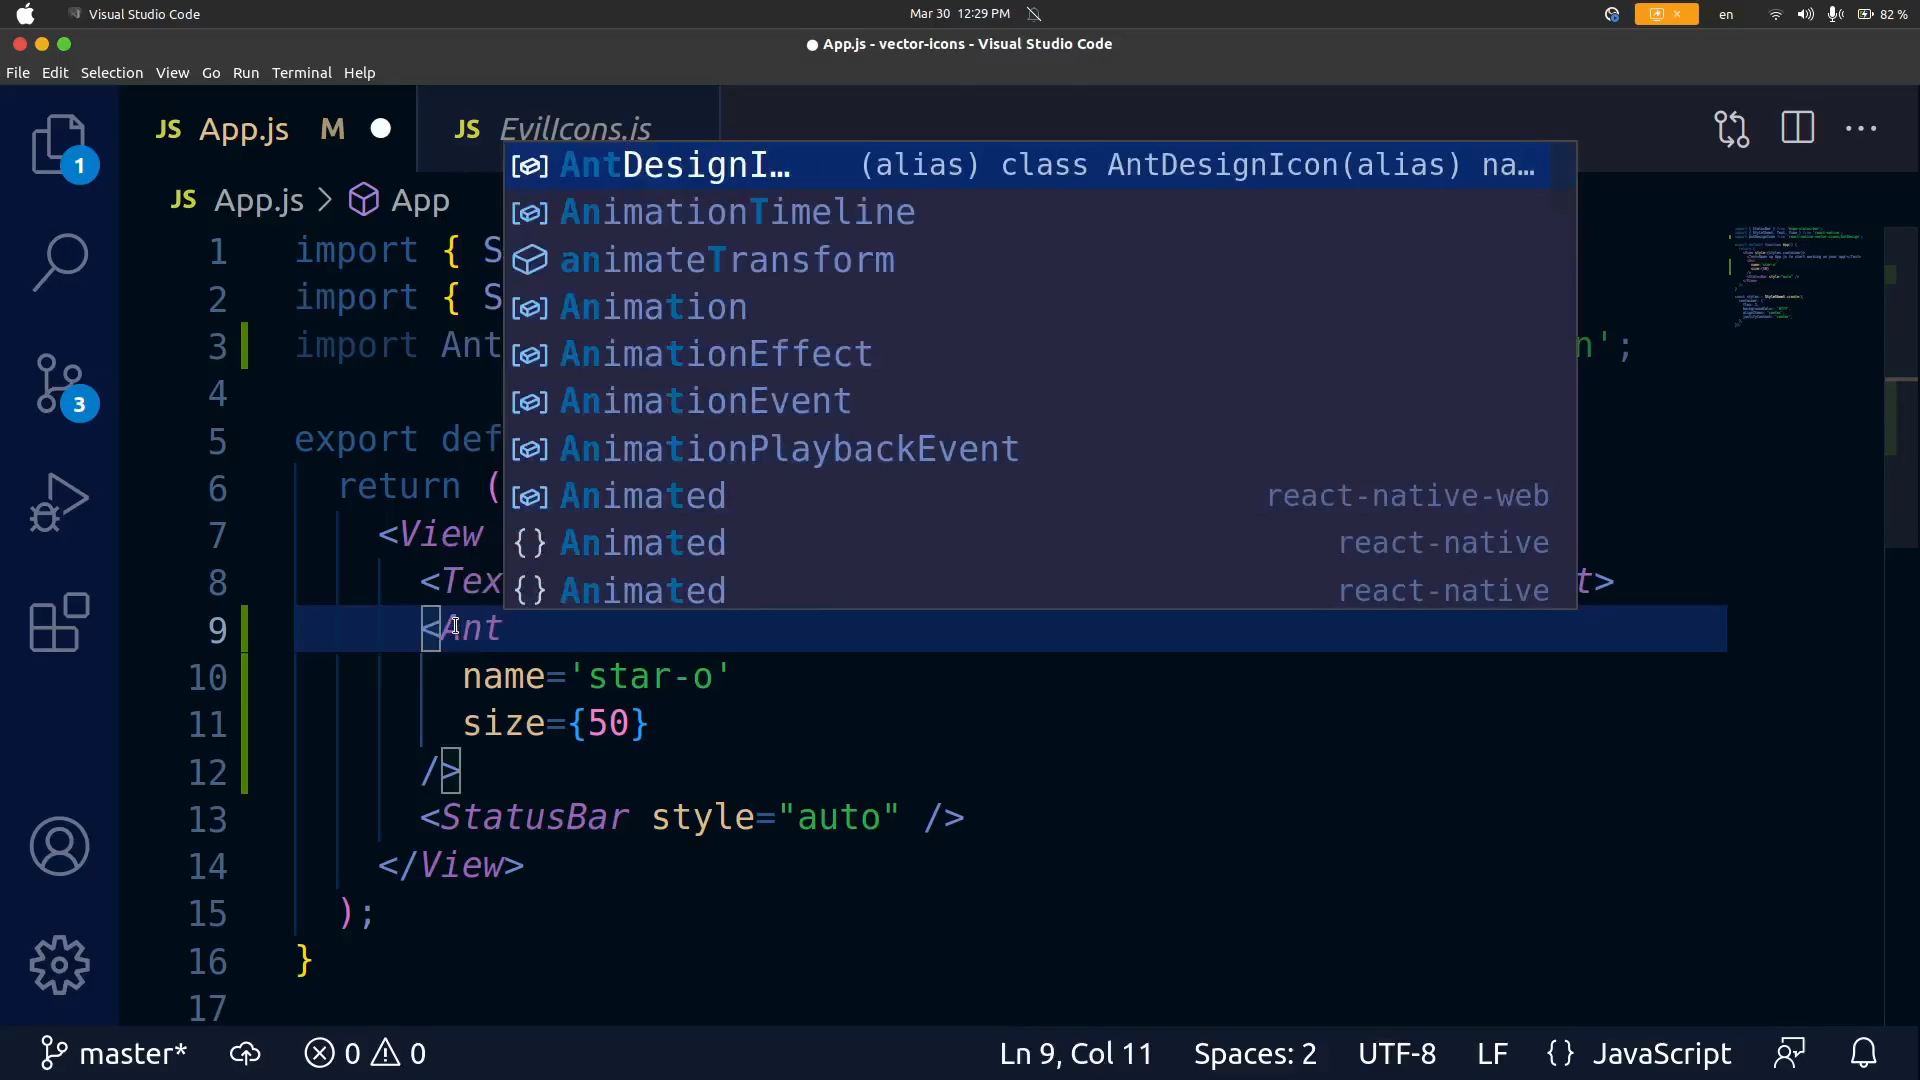 Visual Studio Code
Mar 30 12:29 PM
en
82 %
App.js - vector-icons - Visual Studio Code
File Edit Selection View Go Run Terminal Help
1
JS App.js M
JS EvilIcons.js
JS App.js > App
AntDesignI… (alias) class AntDesignIcon(alias) na…
AnimationTimeline
animateTransform
Animation
AnimationEffect
AnimationEvent
AnimationPlaybackEvent
Animated react-native-web
Animated react-native
Animated react-native
3
1 import { S
2 import { S
3 import Ant n';
4
5 export def
6 return (
7 <View
8 <Tex t>
9 <Ant
10 name='star-o'
11 size={50}
12 />
13 <StatusBar style="auto" />
14 </View>
15 );
16 }
17
master* 0 0 Ln 9, Col 11 Spaces: 2 UTF-8 LF {} JavaScript